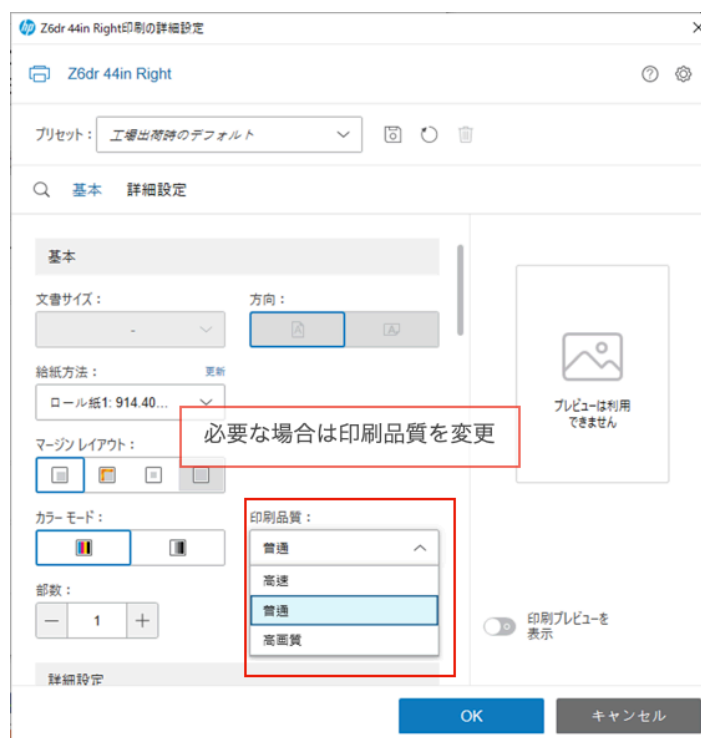 hp Z6dr 44in Right印刷の詳細設定
Z6dr 44in Right
プリセット： 工場出荷時のデフォルト
基本 詳細設定
基本
文書サイズ： 方向：
-
給紙方法： 更新
ロール紙1: 914.40...
必要な場合は印刷品質を変更
プレビューは利用
できません
マージン レイアウト：
カラー モード： 印刷品質：
普通
高速
部数：
普通
1
高画質
印刷プレビューを
表示
詳細設定
OK キャンセル